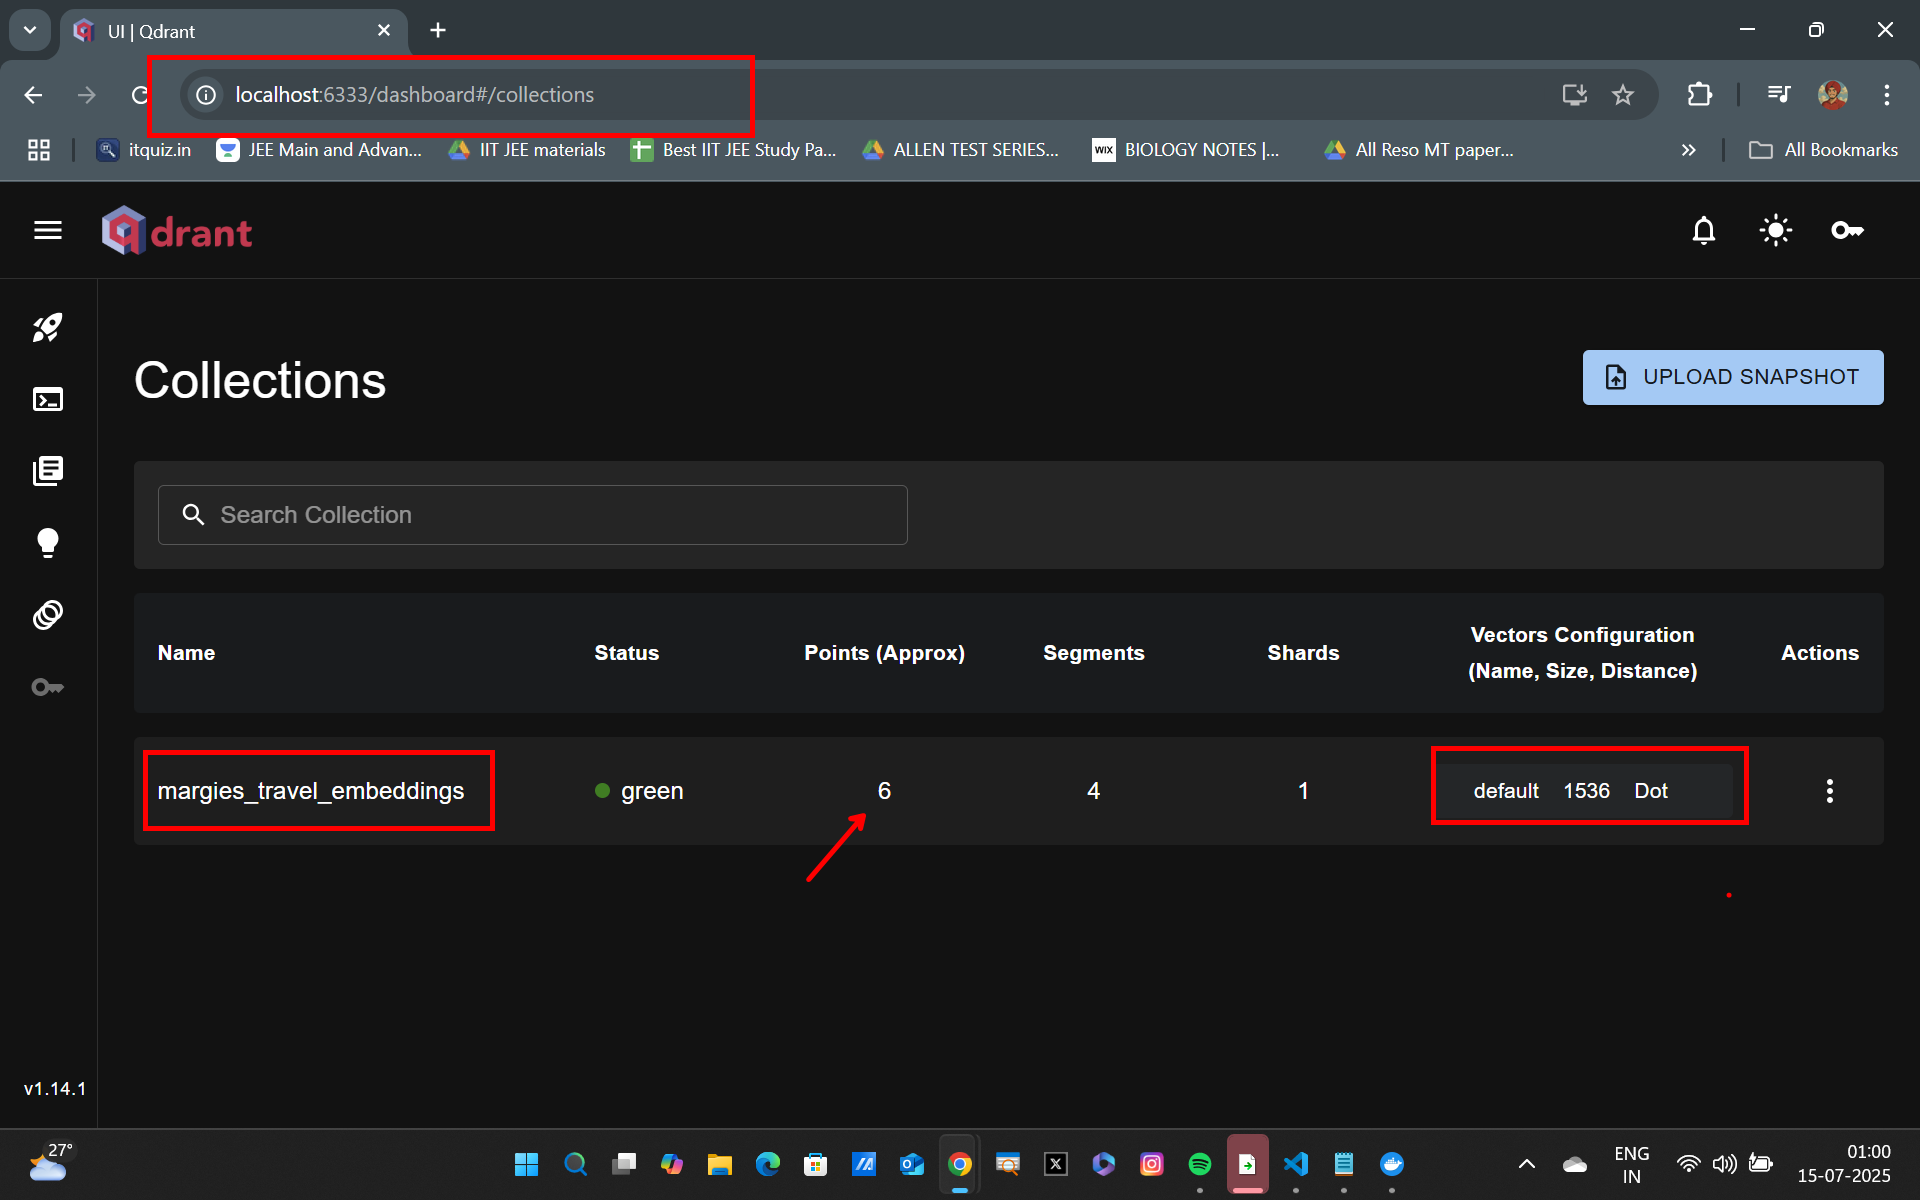 UI | Qdrant
localhost:6333/dashboard#/collections
itquiz.in
JEE Main and Advan...
IIT JEE materials
Best IIT JEE Study Pa...
ALLEN TEST SERIES...
WIX
BIOLOGY NOTES |...
All Reso MT paper...
All Bookmarks
qdrant
Collections
UPLOAD SNAPSHOT
Search Collection
Name
Status
Points (Approx)
Segments
Shards
Vectors Configuration
(Name, Size, Distance)
Actions
margies_travel_embeddings
green
6
4
1
default 1536 Dot
v1.14.1
27°
ENG
IN
01:00
15-07-2025